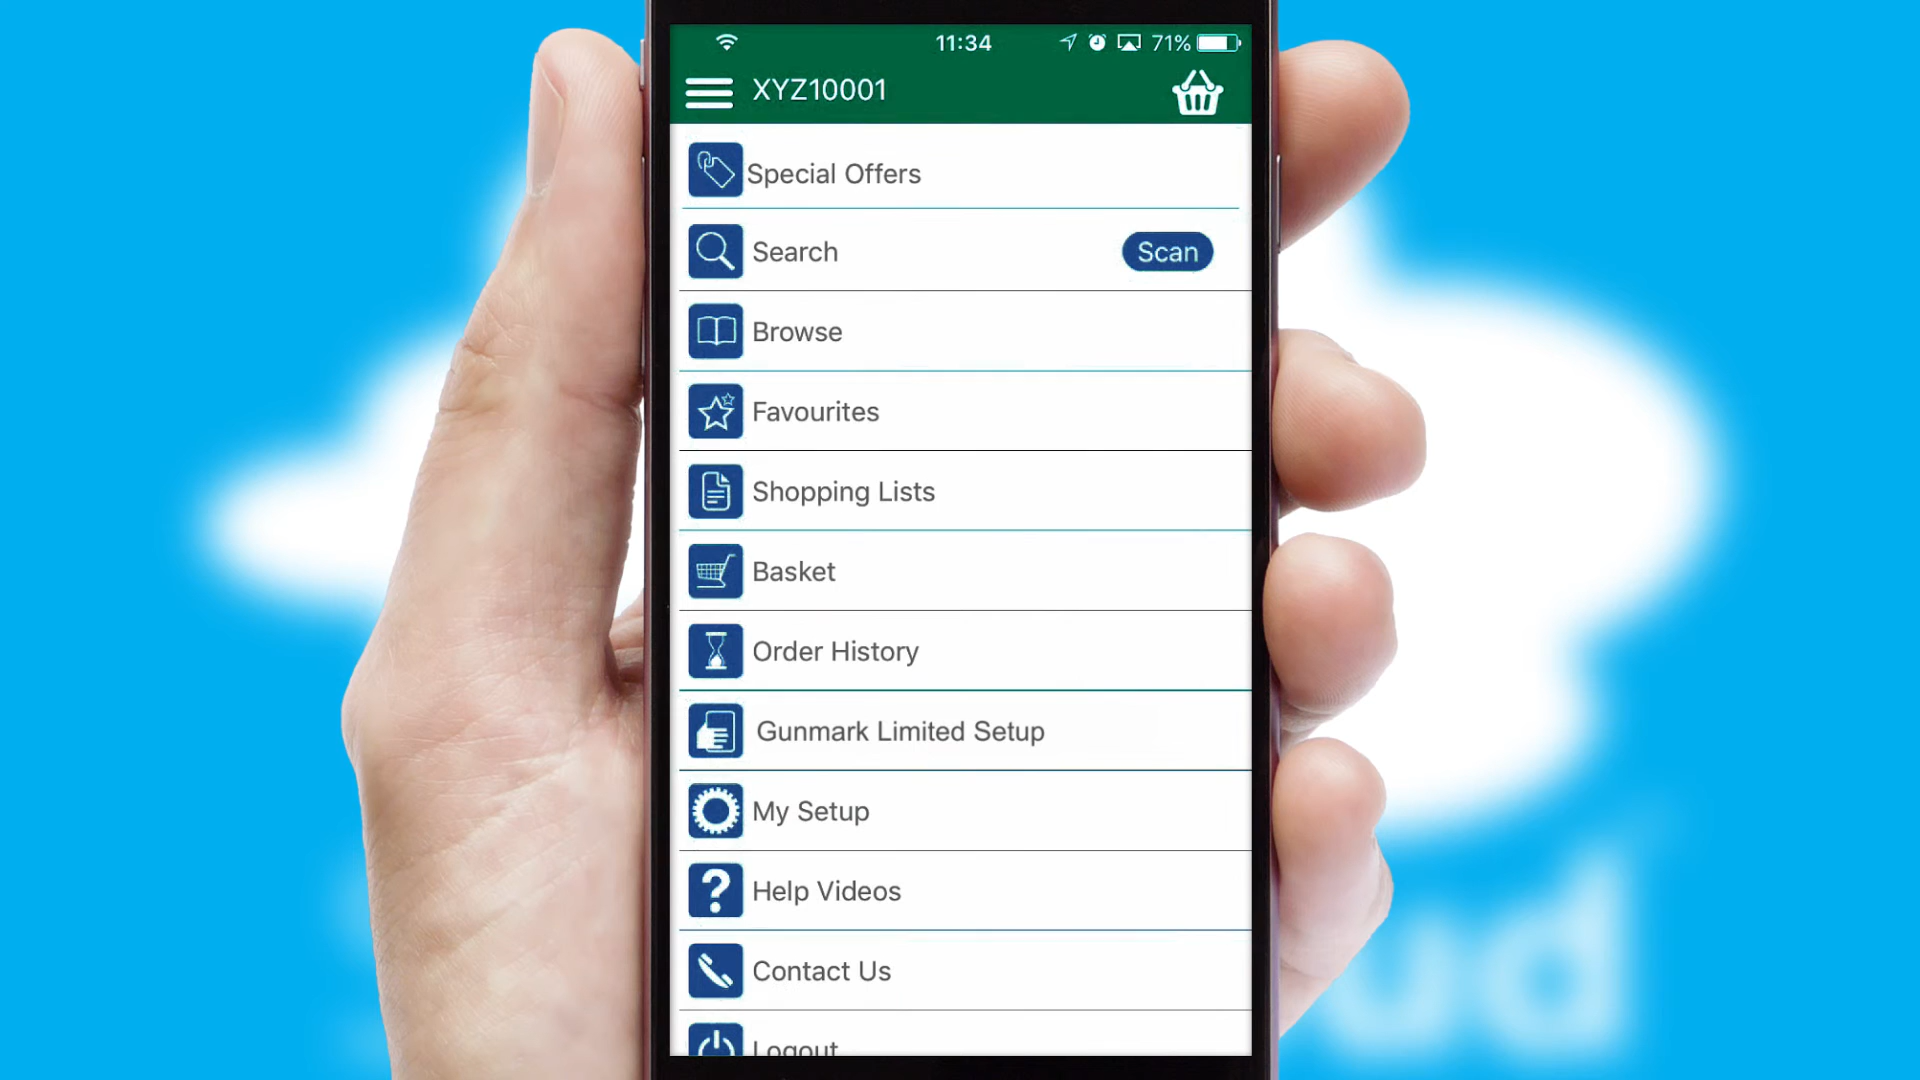 11:34
71%
XYZ10001
Special Offers
Search
Scan
Browse
Favourites
Shopping Lists
Basket
Order History
Gunmark Limited Setup
My Setup
Help Videos
Contact Us
Logout
ud